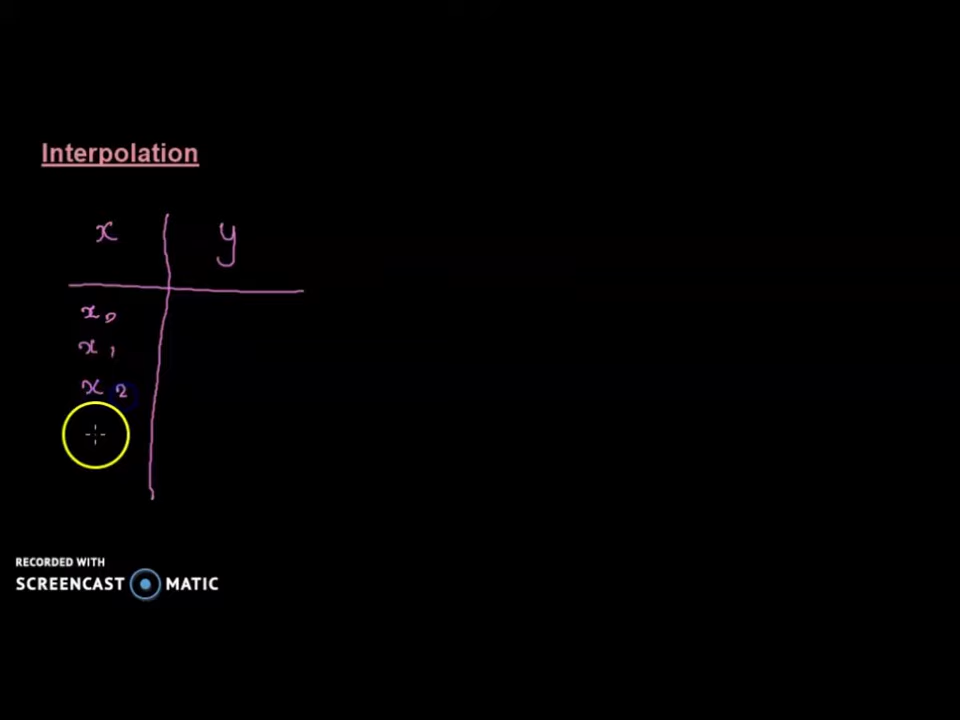 Interpolation
x y
x₀
x₁
x₂
RECORDED WITH
SCREENCAST MATIC